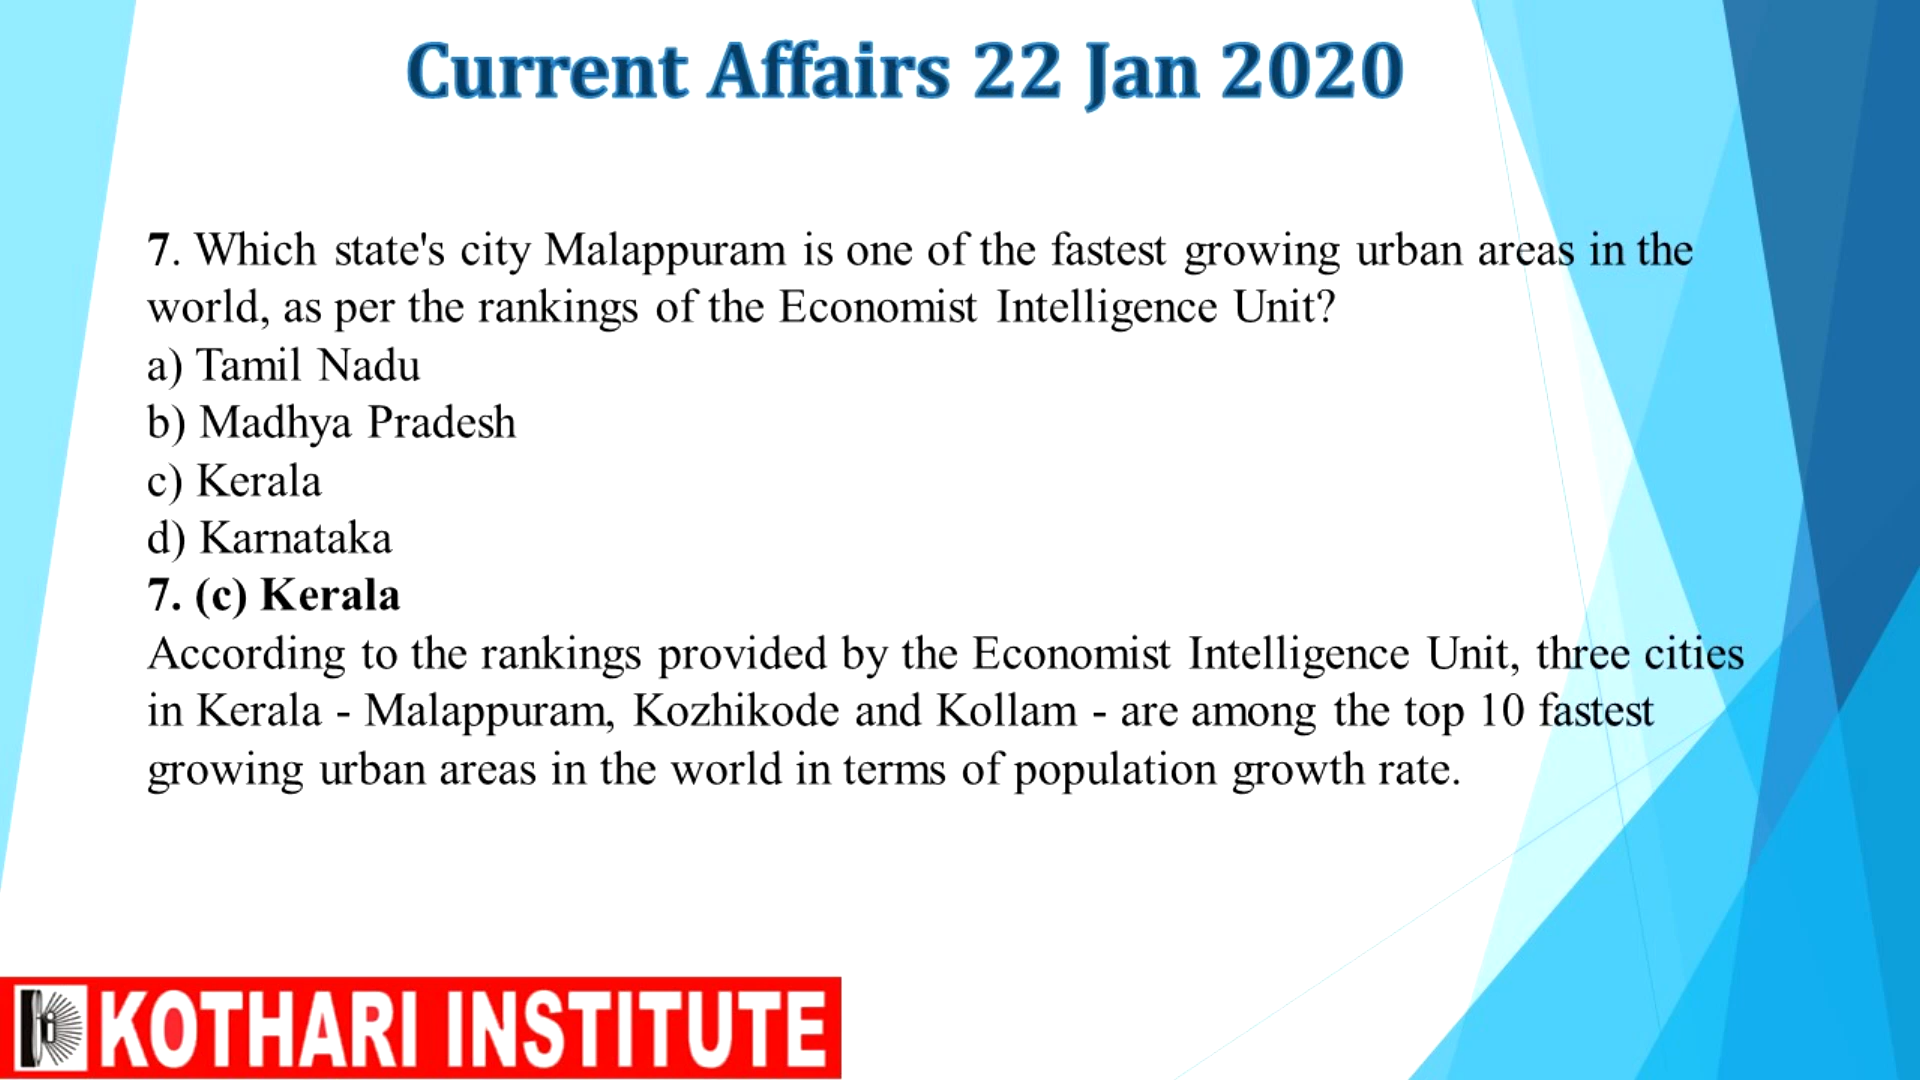 Current Affairs 22 Jan 2020
7. Which state's city Malappuram is one of the fastest growing urban areas in the
world, as per the rankings of the Economist Intelligence Unit?
a) Tamil Nadu
b) Madhya Pradesh
c) Kerala
d) Karnataka
7. (c) Kerala
According to the rankings provided by the Economist Intelligence Unit, three cities
in Kerala - Malappuram, Kozhikode and Kollam - are among the top 10 fastest
growing urban areas in the world in terms of population growth rate.
KOTHARI INSTITUTE